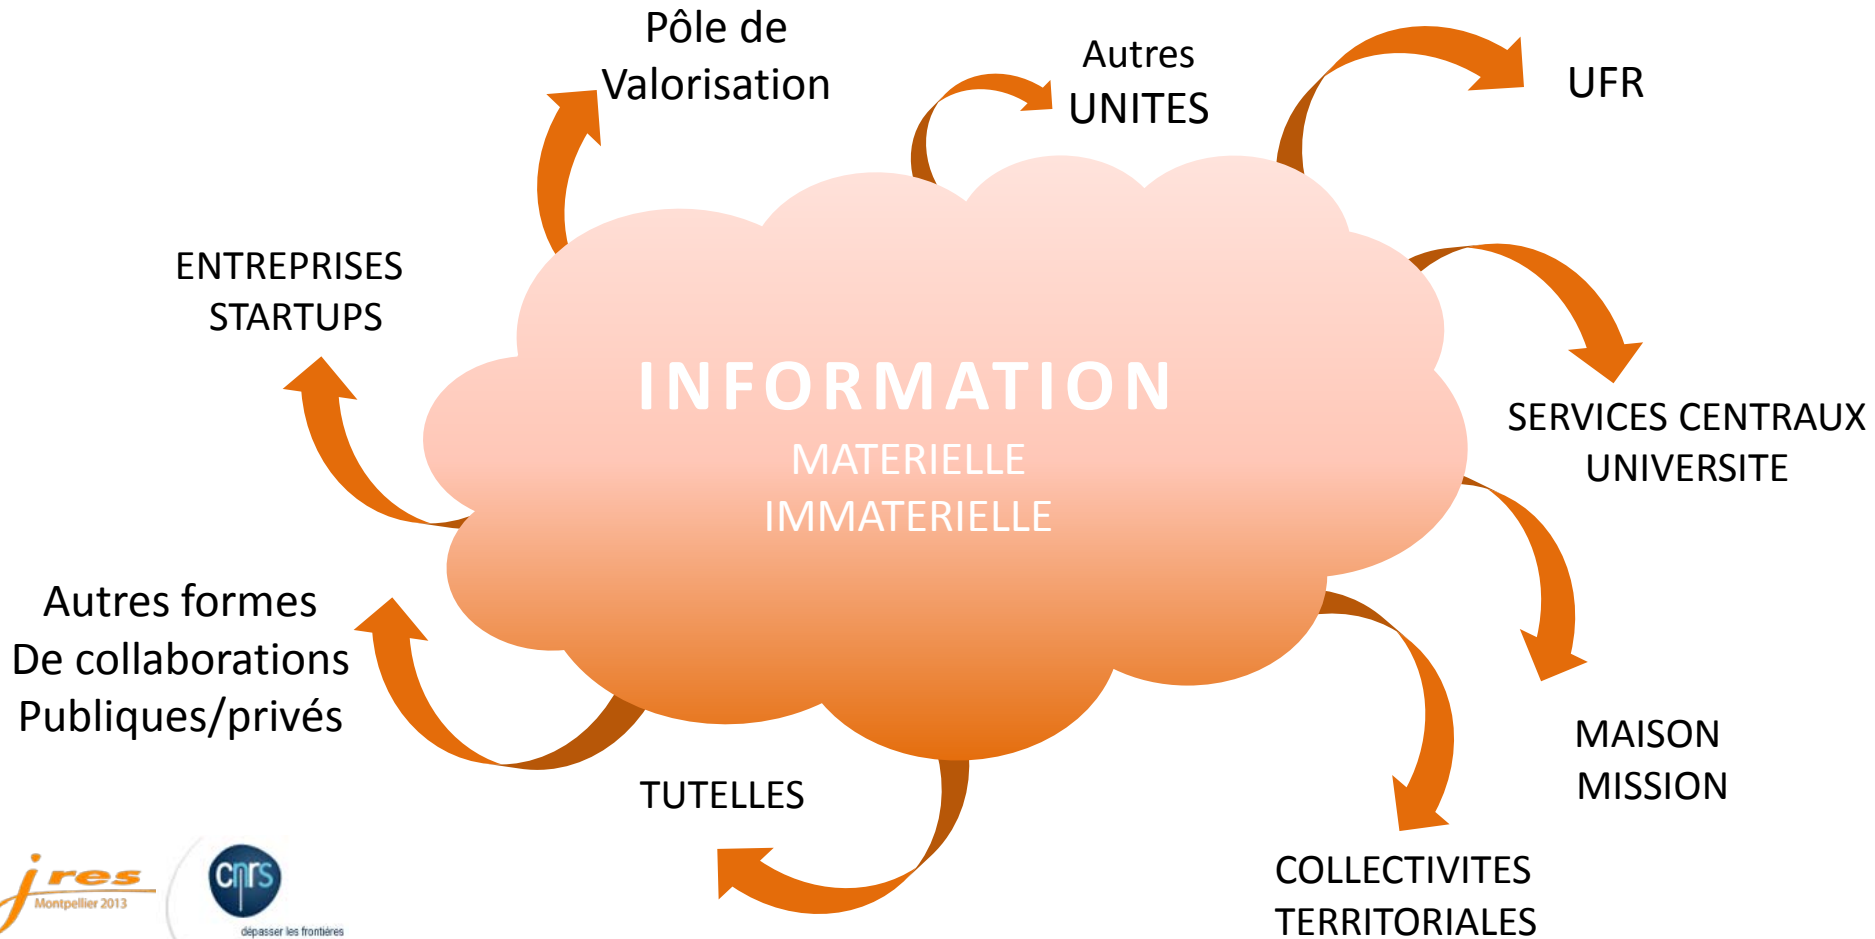 Pôle de
Valorisation
Autres
UNITES
UFR
ENTREPRISES
STARTUPS
INFORMATION
MATERIELLE
IMMATERIELLE
SERVICES CENTRAUX
UNIVERSITE
Autres formes
De collaborations
Publiques/privés
MAISON
MISSION
TUTELLES
COLLECTIVITES
TERRITORIALES
jres
Montpellier 2013
cnrs
dépasser les frontières